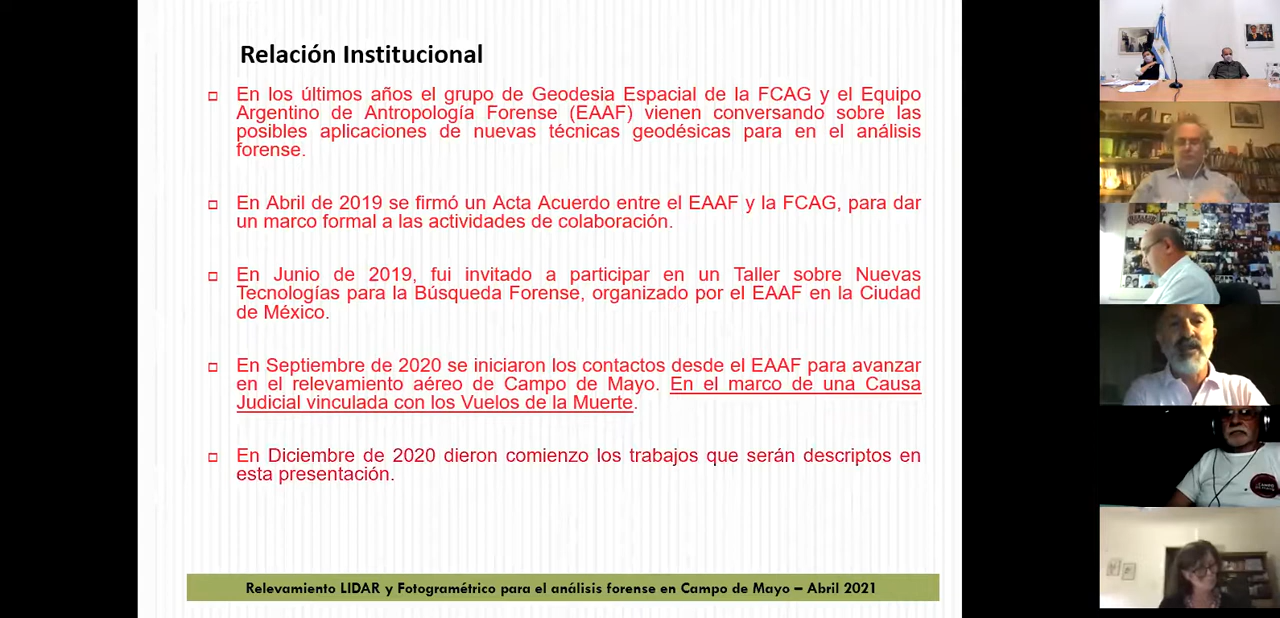 Relación Institucional
En los últimos años el grupo de Geodesia Espacial de la FCAG y el Equipo
Argentino de Antropología Forense (EAAF) vienen conversando sobre las
posibles aplicaciones de nuevas técnicas geodésicas para en el análisis
forense.
En Abril de 2019 se firmó un Acta Acuerdo entre el EAAF y la FCAG, para dar
un marco formal a las actividades de colaboración.
En Junio de 2019, fui invitado a participar en un Taller sobre Nuevas
Tecnologías para la Búsqueda Forense, organizado por el EAAF en la Ciudad
de México.
En Septiembre de 2020 se iniciaron los contactos desde el EAAF para avanzar
en el relevamiento aéreo de Campo de Mayo. En el marco de una Causa
Judicial vinculada con los Vuelos de la Muerte.
En Diciembre de 2020 dieron comienzo los trabajos que serán descriptos en
esta presentación.
Relevamiento LIDAR y Fotogramétrico para el análisis forense en Campo de Mayo – Abril 2021